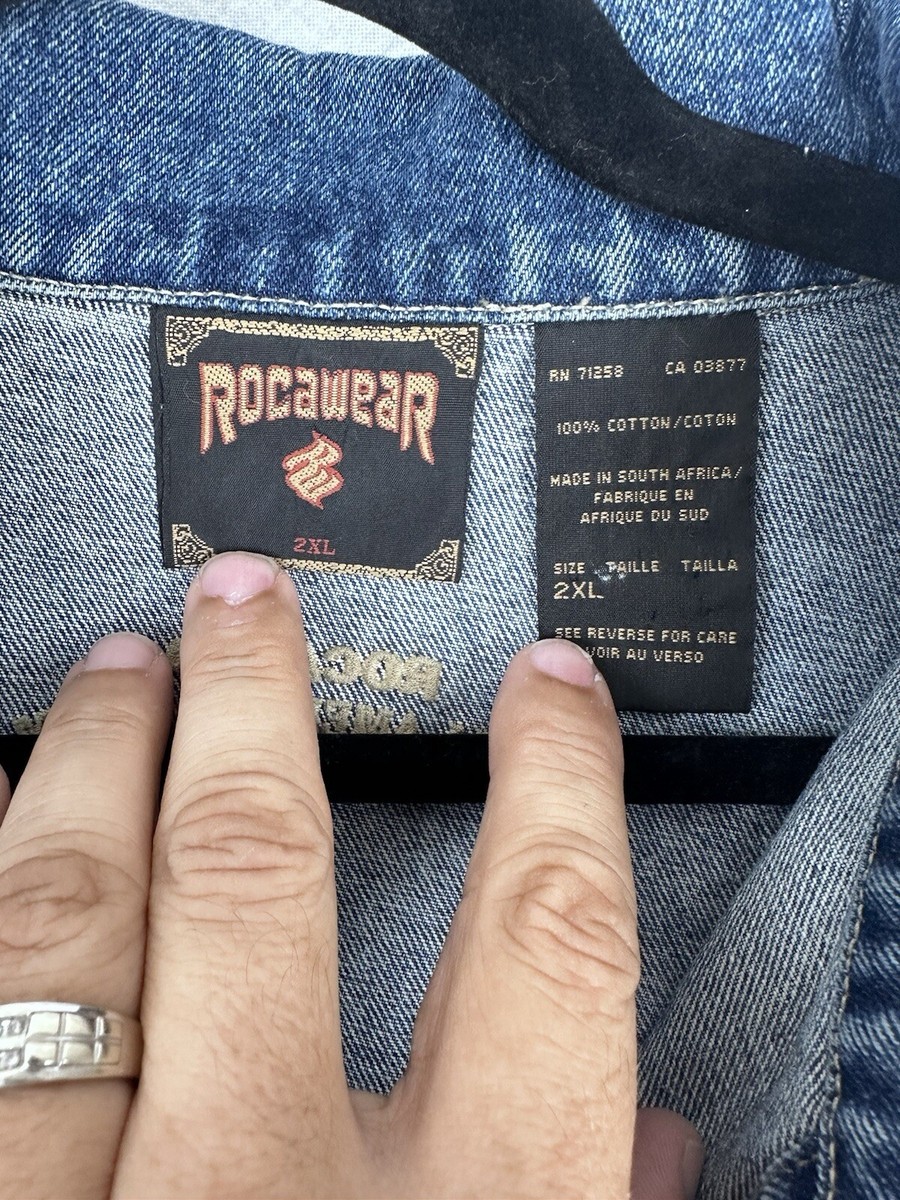 ROCAWEAR
2XL
RN 71258 CA 03877
100% COTTON/COTON
MADE IN SOUTH AFRICA/
FABRIQUE EN
AFRIQUE DU SUD
SIZE TAILLE TAILLA
2XL
SEE REVERSE FOR CARE
VOIR AU VERSO